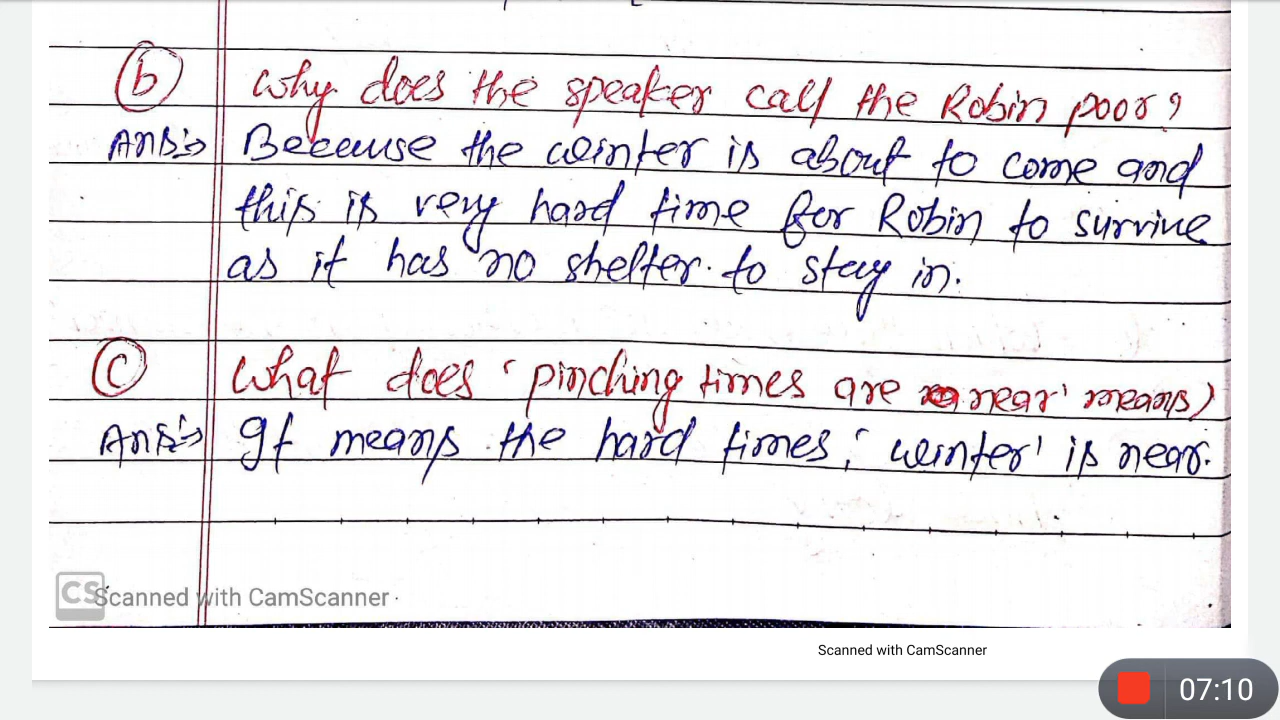 b Why does the speaker call the Robin poor?
Ans:→ Because the winter is about to come and
this is very hard time for Robin to survive
as it has no shelter. to stay in.
c What does 'pinching times are near' means?
Ans:→ It means the hard times, 'winter' is near.
CS Scanned with CamScanner
Scanned with CamScanner
07:10